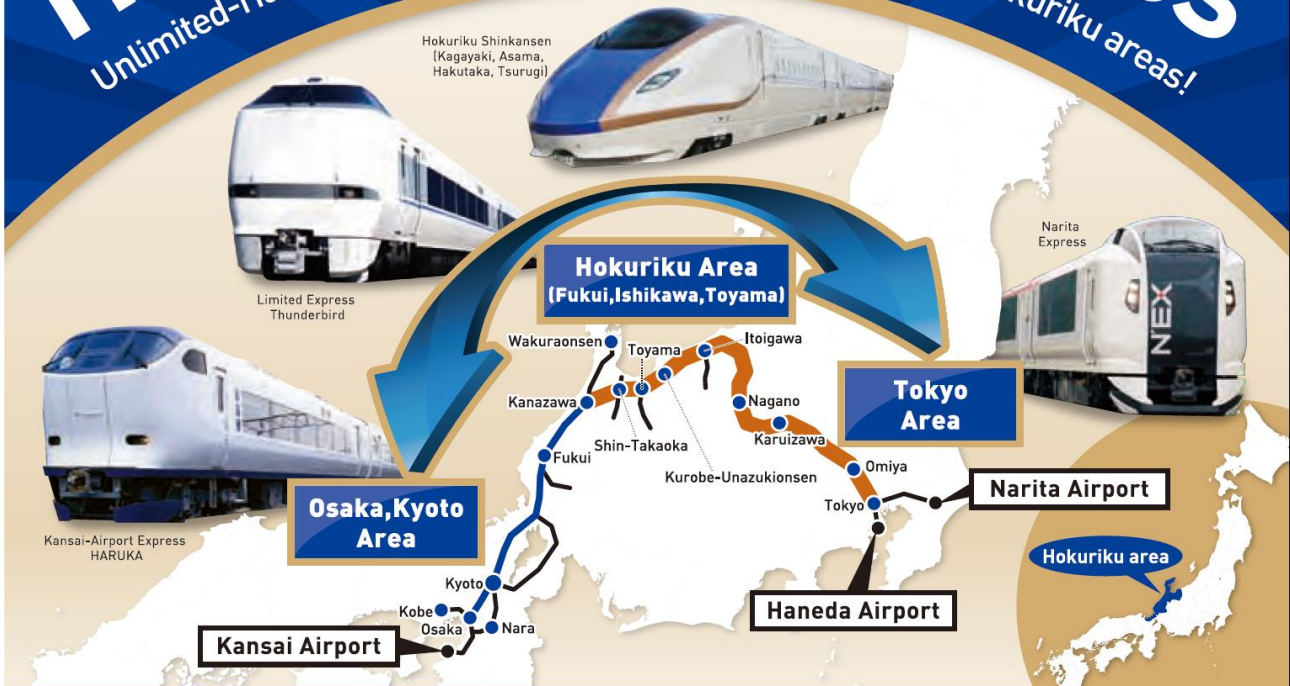 Unlimited-
areas!
Hokuriku Shinkansen
(Kagayaki, Asama,
Hakutaka, Tsurugi)
Limited Express
Thunderbird
Narita
Express
NEX
Kansai-Airport Express
HARUKA
Hokuriku Area
(Fukui,Ishikawa,Toyama)
Tokyo
Area
Osaka,Kyoto
Area
Wakuraonsen
Toyama
Itoigawa
Kanazawa
Shin-Takaoka
Kurobe-Unazukionsen
Nagano
Karuizawa
Fukui
Omiya
Tokyo
Narita Airport
Haneda Airport
Kyoto
Kobe
Osaka
Nara
Kansai Airport
Hokuriku area